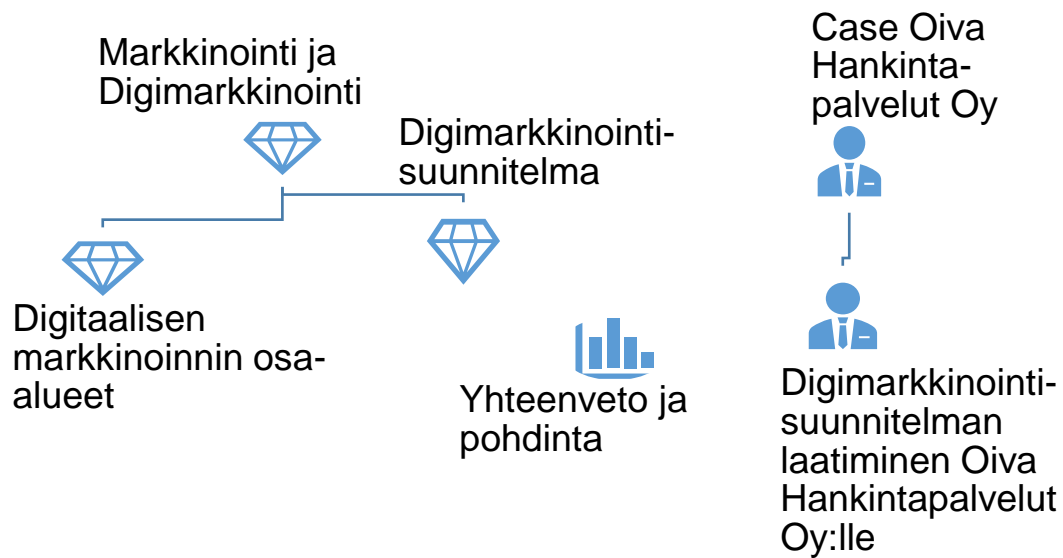 Markkinointi ja
Digimarkkinointi
Digimarkkinointi-
suunnitelma
Digitaalisen
markkinoinnin osa-
alueet
Yhteenveto ja
pohdinta
Case Oiva
Hankinta-
palvelut Oy
Digimarkkinointi-
suunnitelman
laatiminen Oiva
Hankintapalvelut
Oy:lle